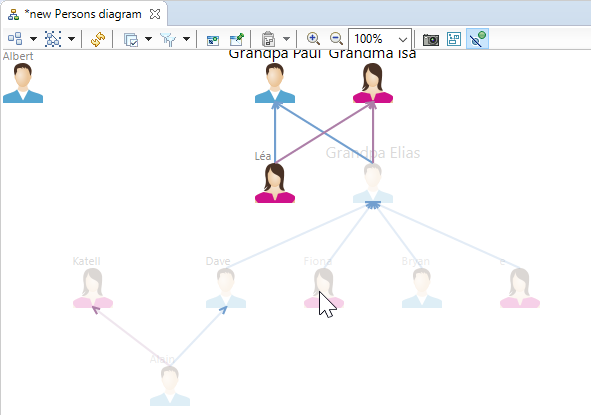 *new Persons diagram
100%
Albert
Grandpa Paul
Grandma Isa
Léa
Grandpa Elias
Katell
Dave
Fiona
Bryan
e
Alain